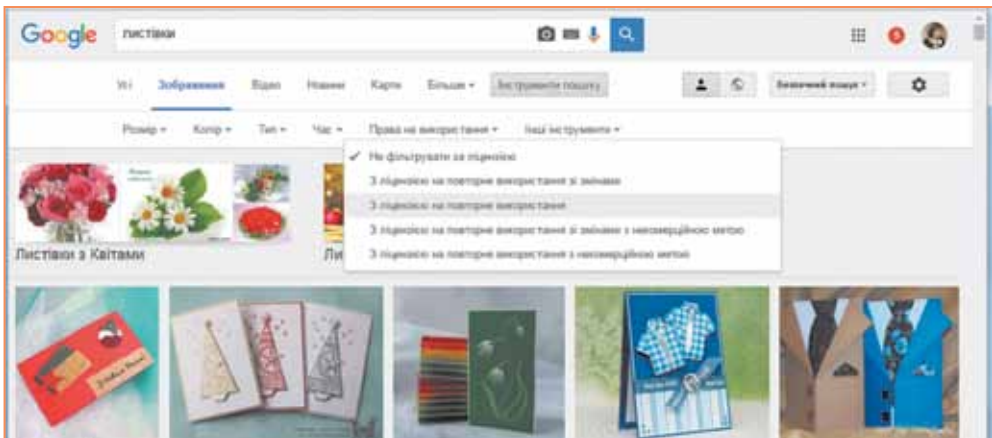 Google листівки
Усі Зображення Відео Новини Карти Більше Інструменти пошуку Безпечний пошук
Розмір Колір Тип Час Права на використання Інші інструменти
Не фільтрувати за ліцензією
З ліцензією на повторне використання зі змінами
З ліцензією на повторне використання
З ліцензією на повторне використання зі змінами з некомерційною метою
З ліцензією на повторне використання з некомерційною метою
Листівки з Квітами
Ли